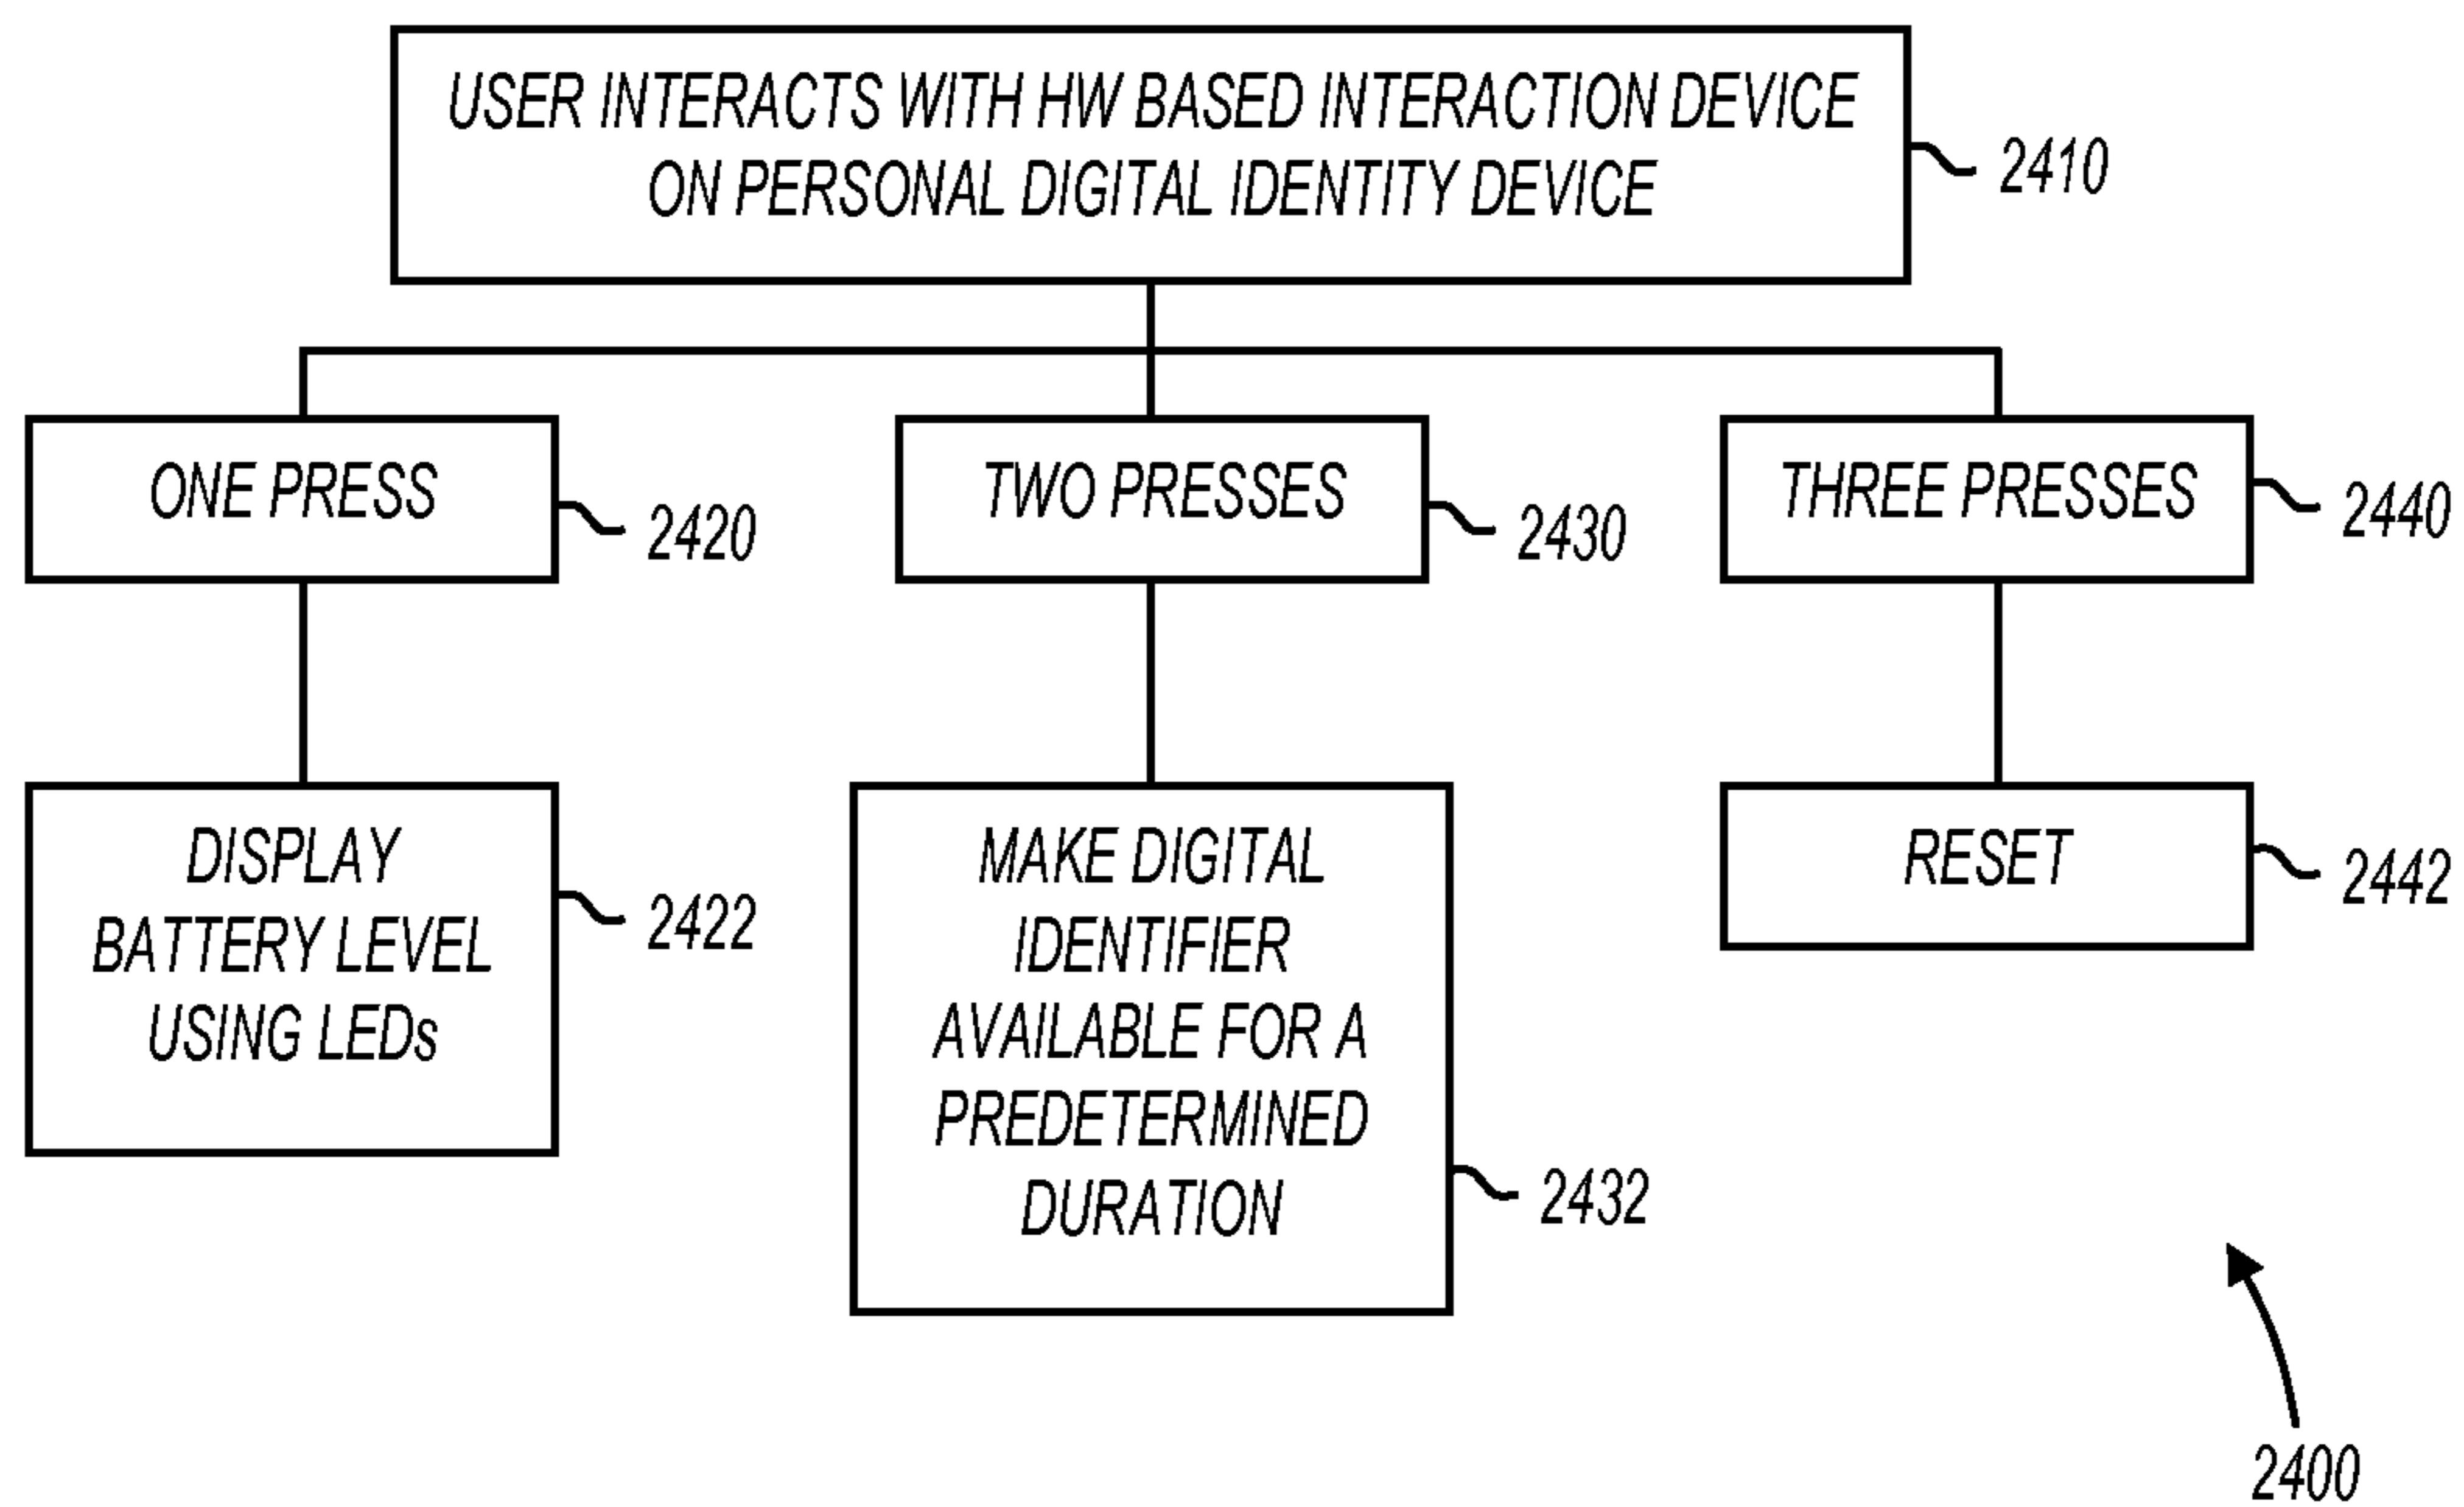 USER INTERACTS WITH HW BASED INTERACTION DEVICE
ON PERSONAL DIGITAL IDENTITY DEVICE
2410
ONE PRESS
2420
TWO PRESSES
2430
THREE PRESSES
2440
DISPLAY
BATTERY LEVEL
USING LEDs
2422
MAKE DIGITAL
IDENTIFIER
AVAILABLE FOR A
PREDETERMINED
DURATION
2432
RESET
2442
2400